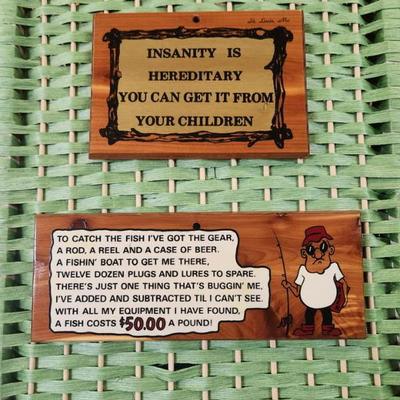 St. Louis, Mo.
INSANITY IS
HEREDITARY
YOU CAN GET IT FROM
YOUR CHILDREN
TO CATCH THE FISH I'VE GOT THE GEAR,
A ROD, A REEL AND A CASE OF BEER.
A FISHIN' BOAT TO GET ME THERE,
TWELVE DOZEN PLUGS AND LURES TO SPARE.
THERE'S JUST ONE THING THAT'S BUGGIN' ME,
I'VE ADDED AND SUBTRACTED TIL I CAN'T SEE.
WITH ALL MY EQUIPMENT I HAVE FOUND,
A FISH COSTS $50.00 A POUND!